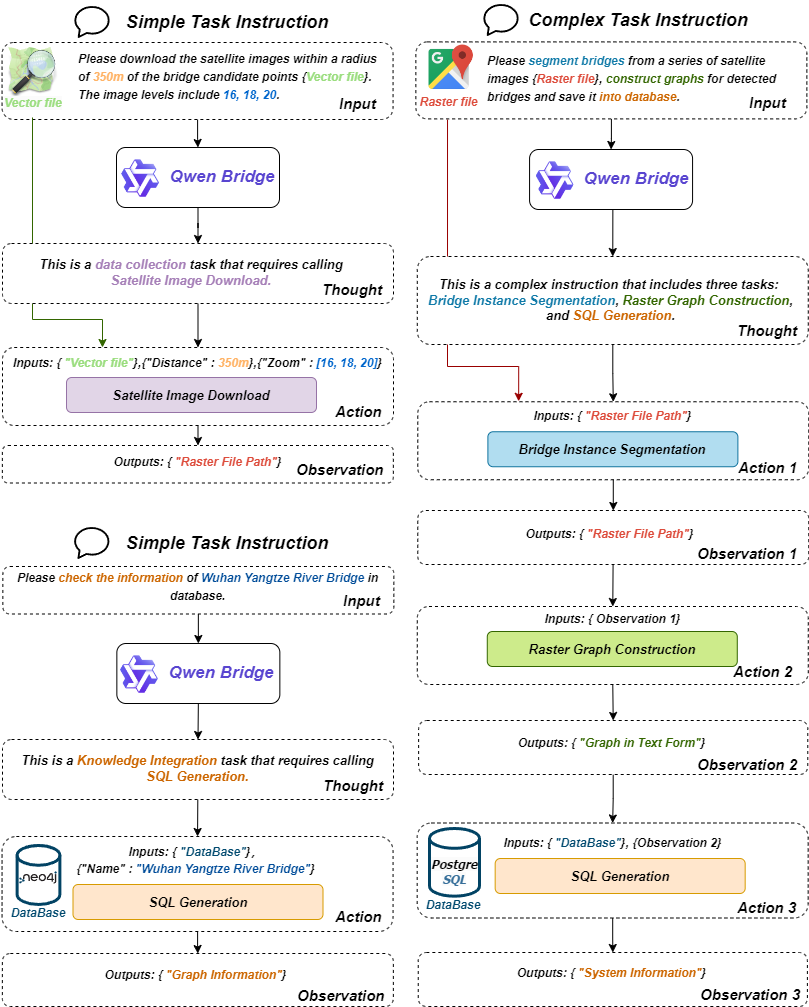 Simple Task Instruction
Please download the satellite images within a radius
of 350m of the bridge candidate points {Vector file}.
The image levels include 16, 18, 20.
Vector file
Input
Qwen Bridge
This is a data collection task that requires calling
Satellite Image Download.
Thought
Inputs: { "Vector file"},{"Distance" : 350m},{"Zoom" : [16, 18, 20]}
Satellite Image Download
Action
Outputs: { "Raster File Path"}
Observation
Simple Task Instruction
Please check the information of Wuhan Yangtze River Bridge in
database.
Input
Qwen Bridge
This is a Knowledge Integration task that requires calling
SQL Generation.
Thought
Inputs: { "DataBase"} ,
{"Name" : "Wuhan Yangtze River Bridge"}
neo4j
DataBase
SQL Generation
Action
Outputs: { "Graph Information"}
Observation
Complex Task Instruction
Please segment bridges from a series of satellite
images {Raster file}, construct graphs for detected
bridges and save it into database.
G
Raster file
Input
Qwen Bridge
This is a complex instruction that includes three tasks:
Bridge Instance Segmentation, Raster Graph Construction,
and SQL Generation.
Thought
Inputs: { "Raster File Path"}
Bridge Instance Segmentation
Action 1
Outputs: { "Raster File Path"}
Observation 1
Inputs: { Observation 1}
Raster Graph Construction
Action 2
Outputs: { "Graph in Text Form"}
Observation 2
Inputs: { "DataBase"}, {Observation 2}
Postgre
SQL
DataBase
SQL Generation
Action 3
Outputs: { "System Information"}
Observation 3